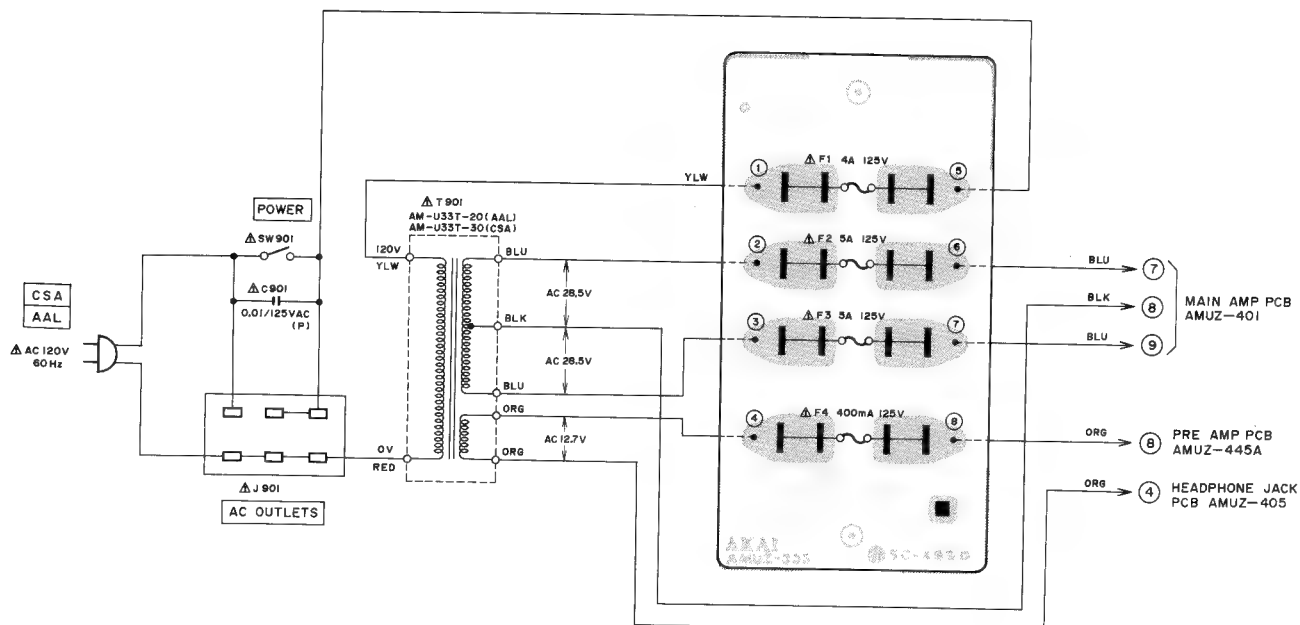 POWER
⚠ SW901
⚠ C901
0.01/125VAC
(P)
CSA
AAL
⚠ AC 120V
60Hz
⚠ J901
AC OUTLETS
⚠ T901
AM-U33T-20(AAL)
AM-U33T-30(CSA)
120V
YLW
0V
RED
YLW
BLU
AC 28.5V
BLK
AC 28.5V
BLU
ORG
AC 12.7V
ORG
① ⚠ F1 4A 125V ⑤
② ⚠ F2 5A 125V ⑥
③ ⚠ F3 5A 125V ⑦
④ ⚠ F4 400mA 125V ⑧
AKAI
AMUZ-333
BLU ⑦
BLK ⑧
BLU ⑨
MAIN AMP PCB
AMUZ-401
ORG ⑧ PRE AMP PCB
AMUZ-445A
ORG ④ HEADPHONE JACK
PCB AMUZ-405